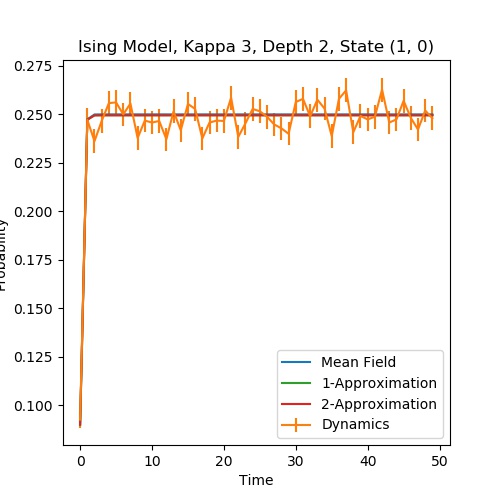 Ising Model, Kappa 3, Depth 2, State (1, 0)
0.275
0.250
0.225
0.200
0.175
0.150
0.125
0.100
Probability
Mean Field
1-Approximation
2-Approximation
Dynamics
0 10 20 30 40 50
Time